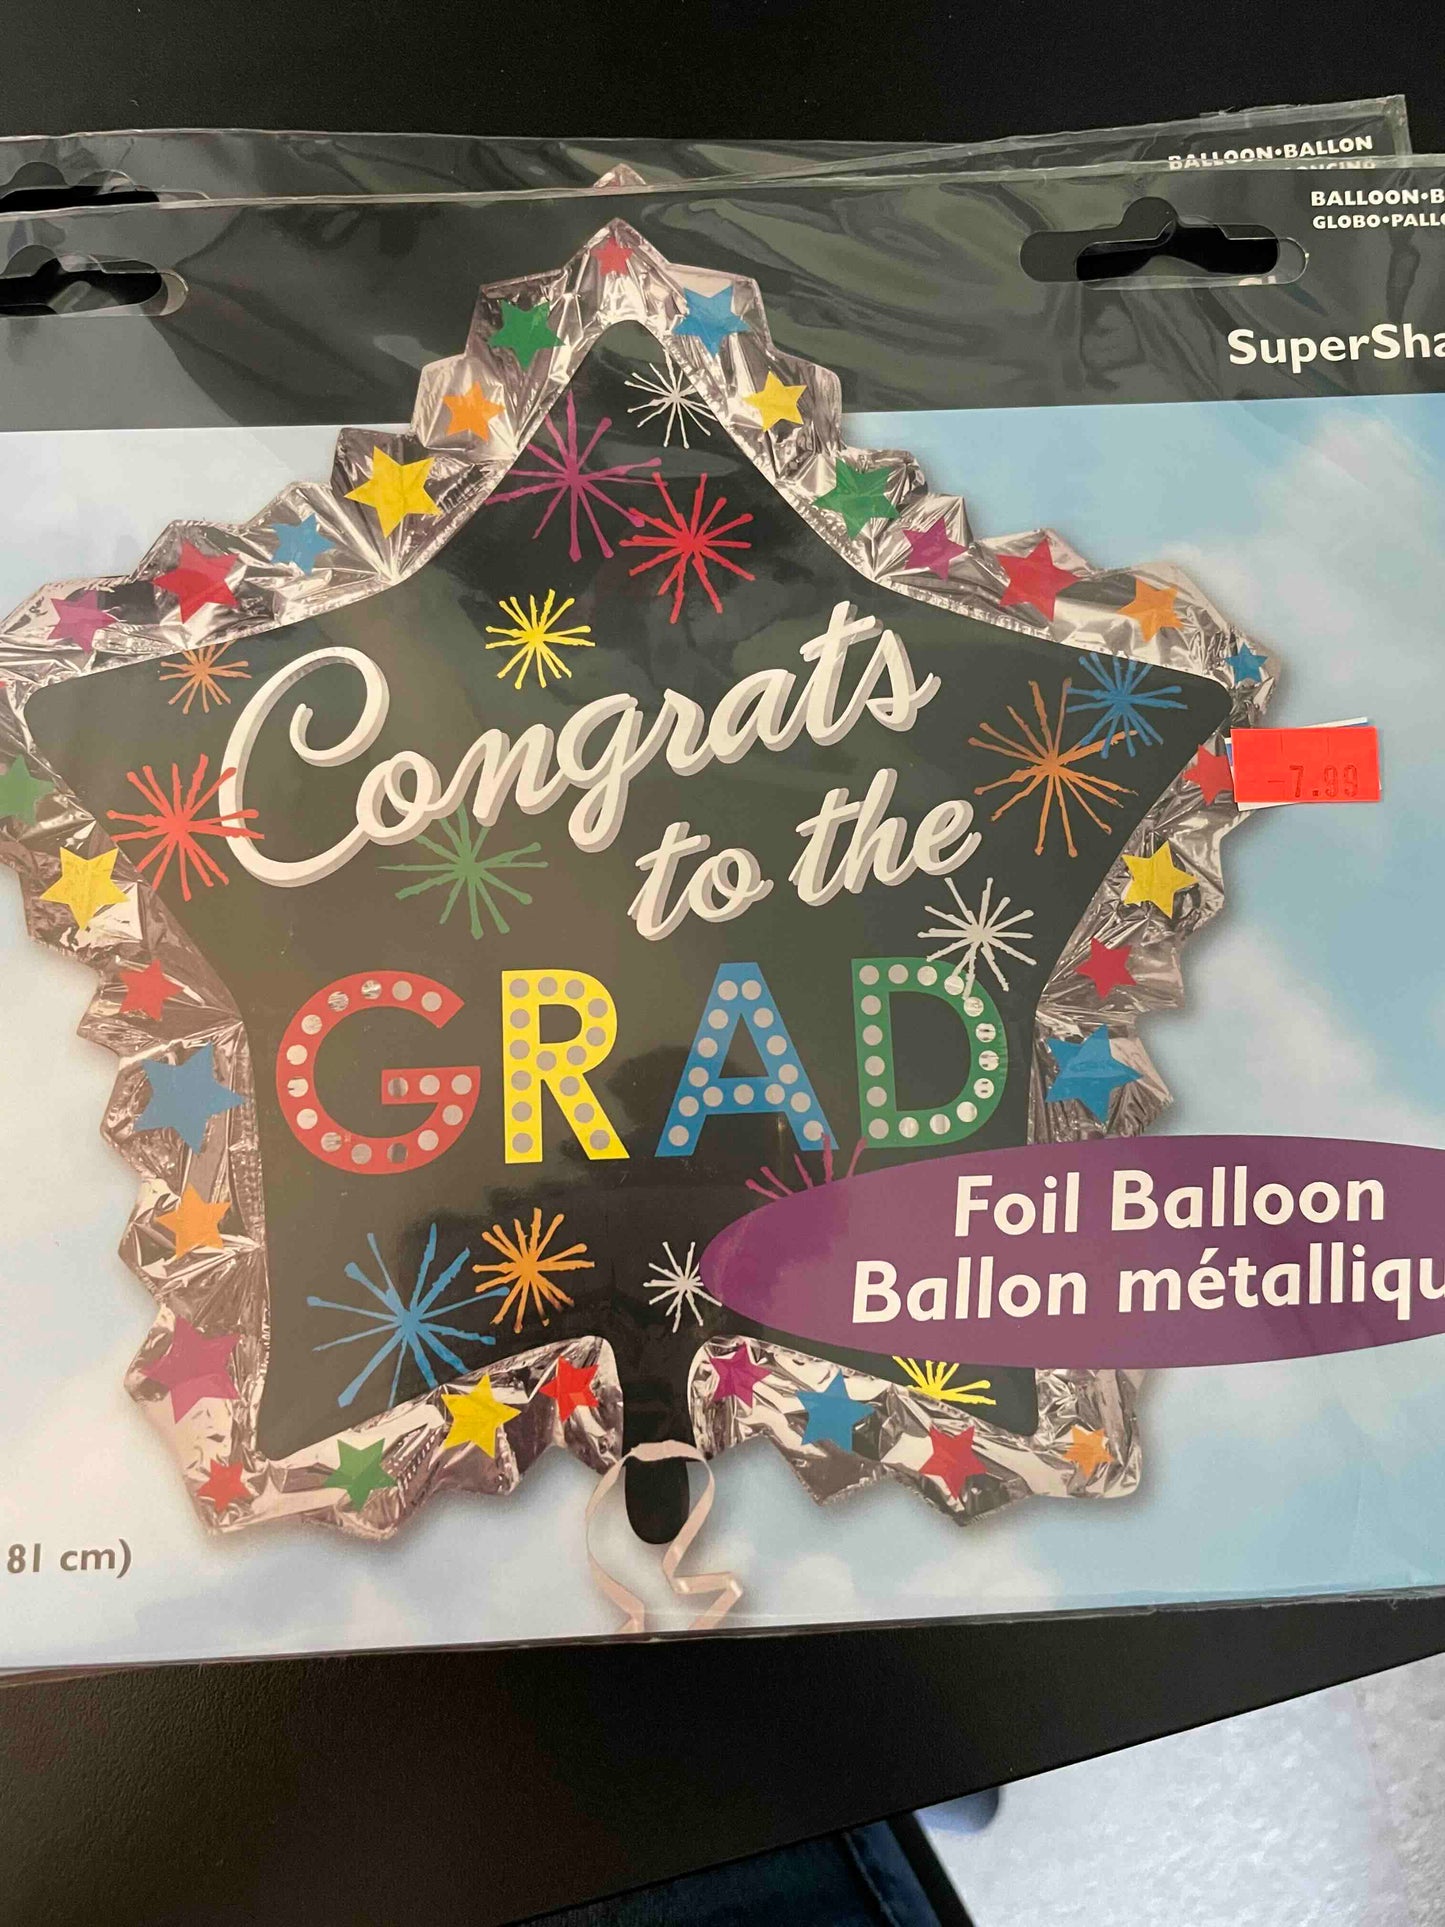 BALLOON•BALLON
BALLOON•B
GLOBO•PALLO
SuperSha
7.99
Congrats
to the
GRAD
Foil Balloon
Ballon métalliqu
81 cm)